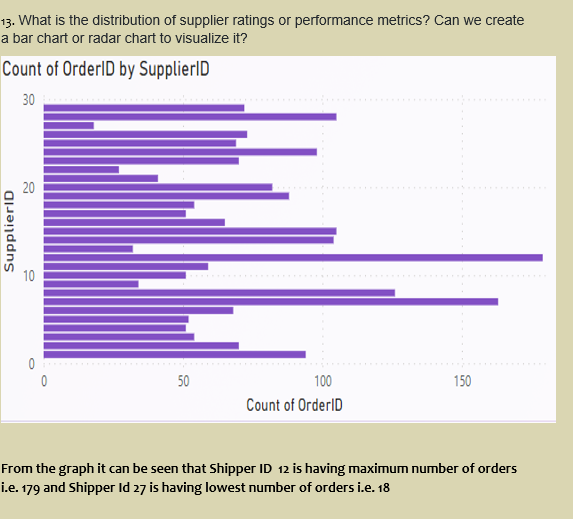 13. What is the distribution of supplier ratings or performance metrics? Can we create
a bar chart or radar chart to visualize it?
Count of OrderID by SupplierID
30
20
10
0
SupplierID
0 50 100 150
Count of OrderID
From the graph it can be seen that Shipper ID 12 is having maximum number of orders
i.e. 179 and Shipper Id 27 is having lowest number of orders i.e. 18